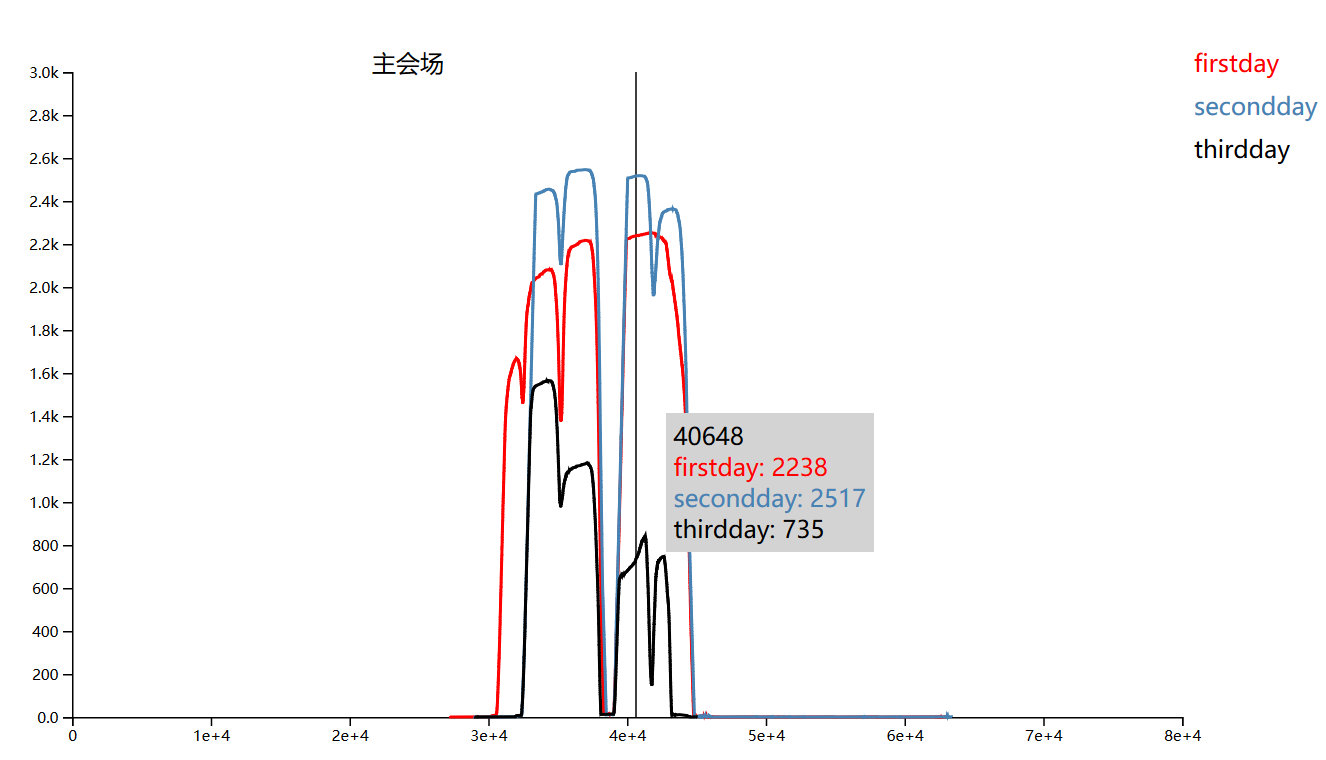 主会场
firstday
secondday
thirdday
3.0k
2.8k
2.6k
2.4k
2.2k
2.0k
1.8k
1.6k
1.4k
1.2k
1.0k
800
600
400
200
0.0
40648
firstday: 2238
secondday: 2517
thirdday: 735
0 1e+4 2e+4 3e+4 4e+4 5e+4 6e+4 7e+4 8e+4